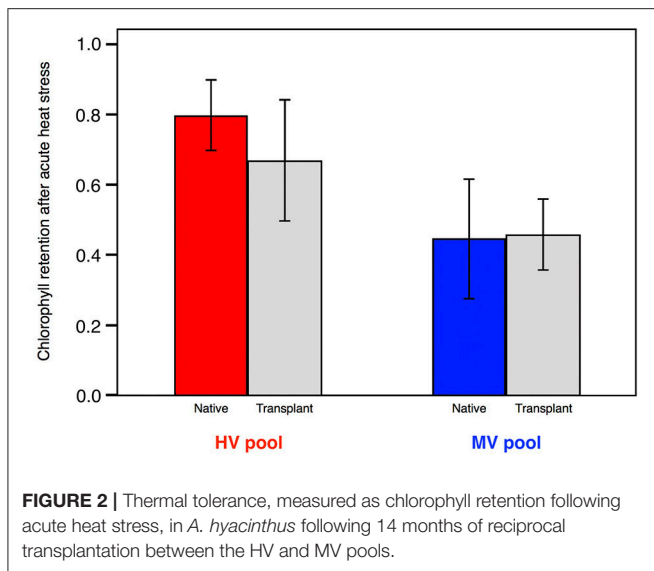 1.0
0.8
0.6
0.4
0.2
0.0
Chlorophyll retention after acute heat stress
Native Transplant Native Transplant
HV pool MV pool
FIGURE 2 | Thermal tolerance, measured as chlorophyll retention following
acute heat stress, in A. hyacinthus following 14 months of reciprocal
transplantation between the HV and MV pools.